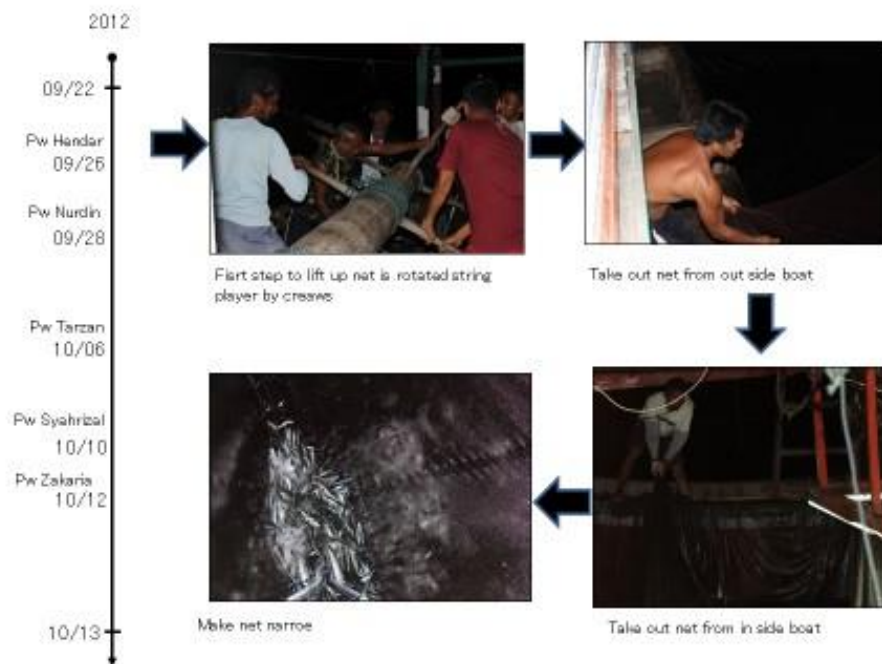 2012
09/22
Pw Hendar
09/26
Pw Nurdin
09/28
Pw Tarzan
10/06
Pw Syahrizal
10/10
Pw Zakaria
10/12
10/13
Fisrt step to lift up net is rotated string
player by creaws
Take out net from out side boat
Make net narroe
Take out net from in side boat